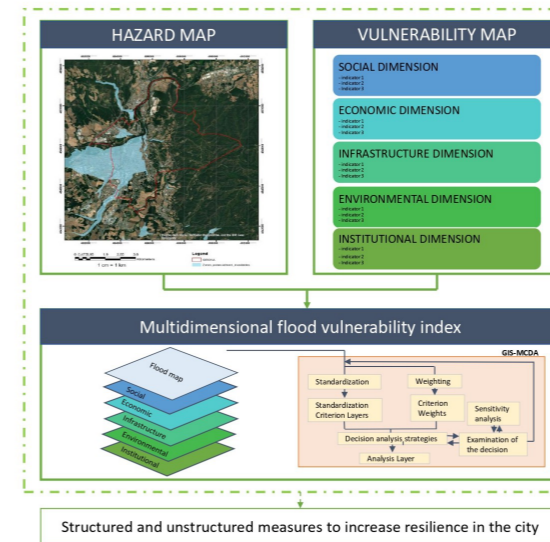 HAZARD MAP
Legend
1 cm = 1 km
VULNERABILITY MAP
SOCIAL DIMENSION
- Indicator 1
- Indicator 2
- Indicator 3
ECONOMIC DIMENSION
- Indicator 1
- Indicator 2
- Indicator 3
INFRASTRUCTURE DIMENSION
- Indicator 1
- Indicator 2
- Indicator 3
ENVIRONMENTAL DIMENSION
- Indicator 1
- Indicator 2
- Indicator 3
INSTITUTIONAL DIMENSION
- Indicator 1
- Indicator 2
- Indicator 3
Multidimensional flood vulnerability index
Flood map
Social
Economic
Infrastructure
Environmental
Institutional
GIS-MCDA
Standardization
Weighting
Standardization
Criterion Layers
Criterion
Weights
Sensitivity
analysis
Decision analysis strategies
Examination of
the decision
Analysis Layer
Structured and unstructured measures to increase resilience in the city